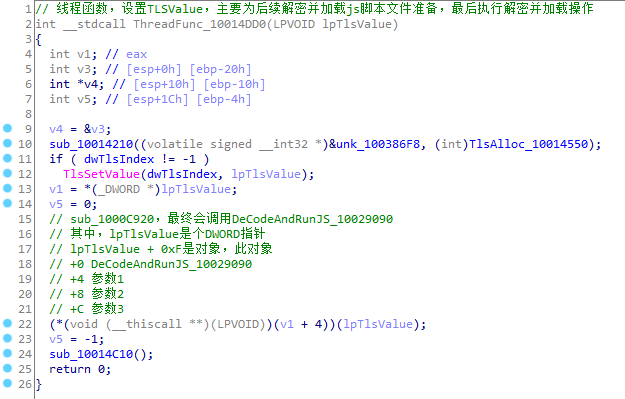 1 // 线程函数，设置TLSValue，主要为后续解密并加载js脚本文件准备，最后执行解密并加载操作
2 int __stdcall ThreadFunc_10014DD0(LPVOID lpTlsValue)
3 {
4 int v1; // eax
5 int v3; // [esp+0h] [ebp-20h]
6 int *v4; // [esp+10h] [ebp-10h]
7 int v5; // [esp+1Ch] [ebp-4h]
8
9 v4 = &v3;
10 sub_10014210((volatile signed __int32 *)&unk_100386F8, (int)TlsAlloc_10014550);
11 if ( dwTlsIndex != -1 )
12 TlsSetValue(dwTlsIndex, lpTlsValue);
13 v1 = *(_DWORD *)lpTlsValue;
14 v5 = 0;
15 // sub_1000C920，最终会调用DeCodeAndRunJS_10029090
16 // 其中，lpTlsValue是个DWORD指针
17 // lpTlsValue + 0xF是对象，此对象
18 // +0 DeCodeAndRunJS_10029090
19 // +4 参数1
20 // +8 参数2
21 // +C 参数3
22 (*(void (__thiscall **)(LPVOID))(v1 + 4))(lpTlsValue);
23 v5 = -1;
24 sub_10014C10();
25 return 0;
26 }